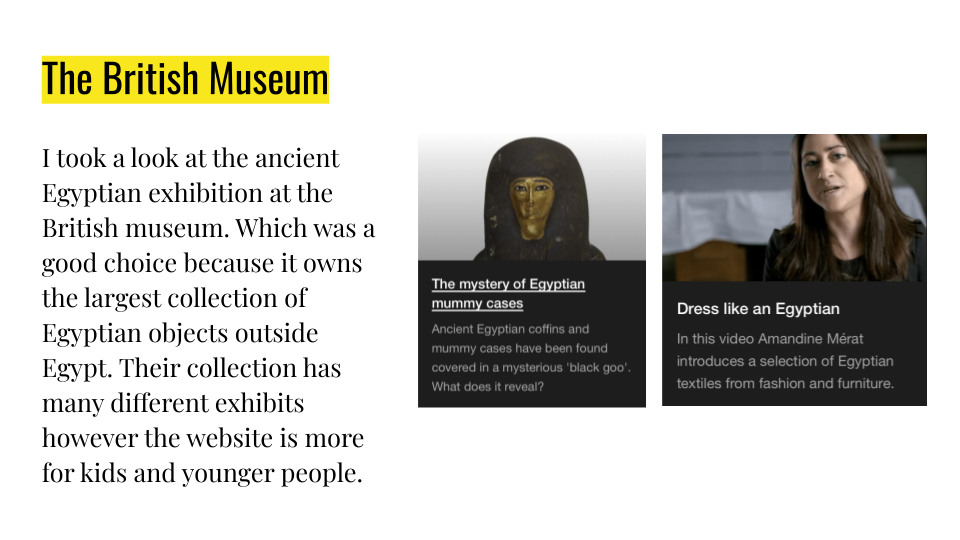 The British Museum
I took a look at the ancient
Egyptian exhibition at the
British museum. Which was a
good choice because it owns
the largest collection of
Egyptian objects outside
Egypt. Their collection has
many different exhibits
however the website is more
for kids and younger people.
The mystery of Egyptian
mummy cases
Ancient Egyptian coffins and
mummy cases have been found
covered in a mysterious 'black goo'.
What does it reveal?
Dress like an Egyptian
In this video Amandine Mérat
introduces a selection of Egyptian
textiles from fashion and furniture.